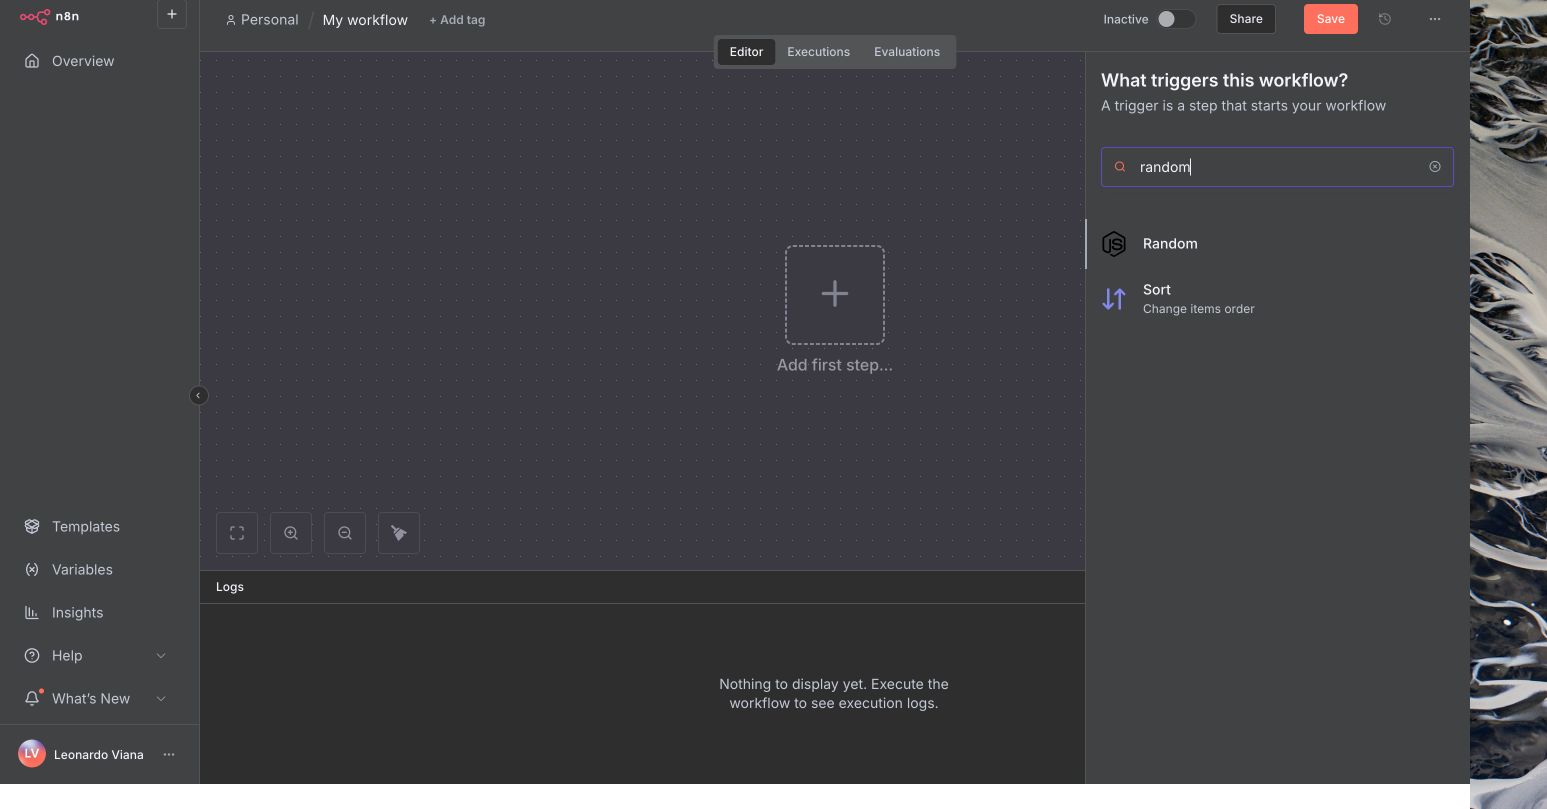 n8n
+
Personal / My workflow + Add tag
Inactive
Share
Save
...
Editor
Executions
Evaluations
Overview
What triggers this workflow?
A trigger is a step that starts your workflow
random
JS
Random
Sort
Change items order
Add first step...
Templates
Variables
Insights
Help
What's New
LV
Leonardo Viana
...
Logs
Nothing to display yet. Execute the
workflow to see execution logs.